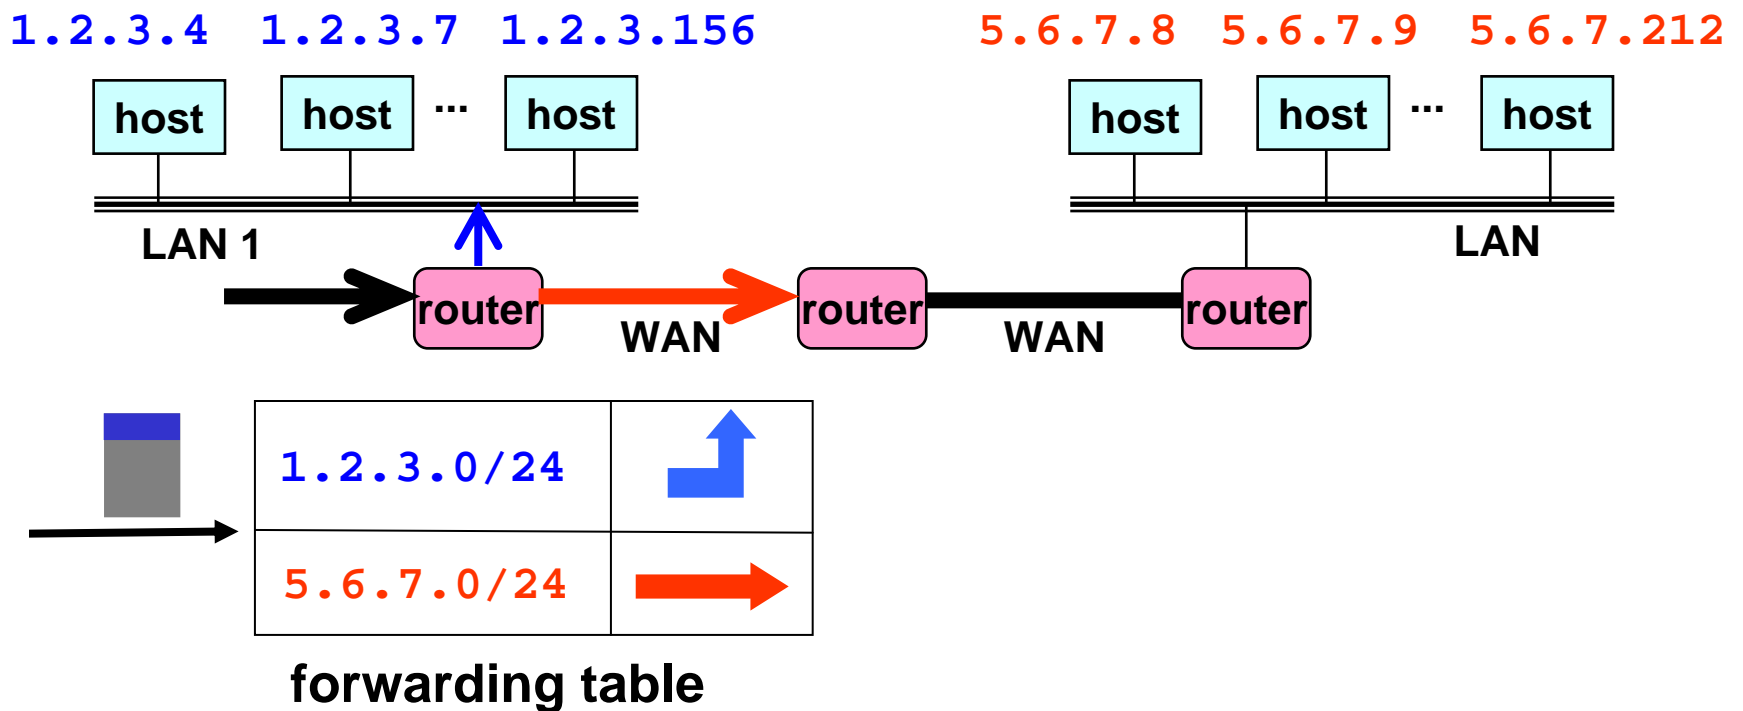 1.2.3.4 1.2.3.7 1.2.3.156 5.6.7.8 5.6.7.9 5.6.7.212
host host ... host host host ... host
LAN 1 LAN
router router router
WAN WAN
1.2.3.0/24
5.6.7.0/24
forwarding table